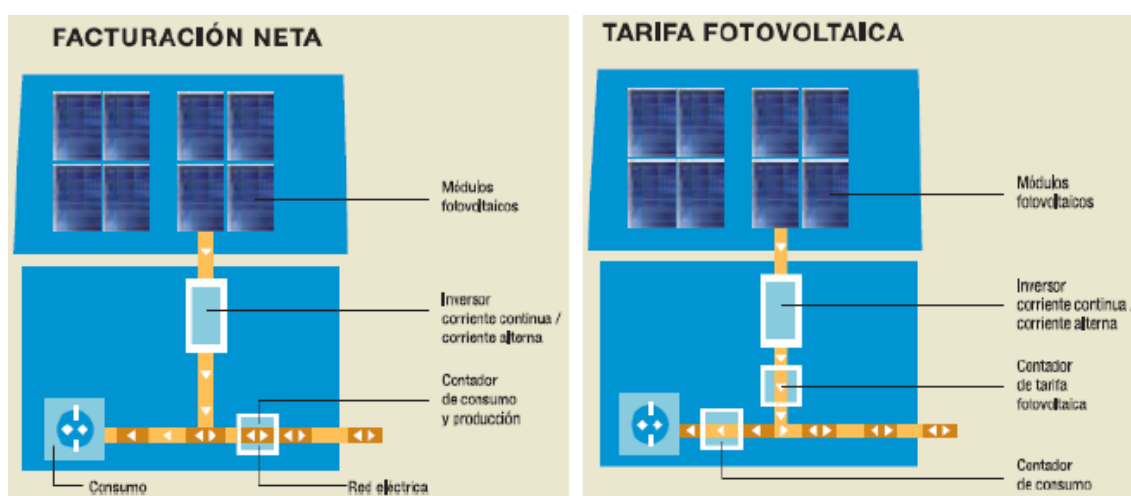 FACTURACIÓN NETA
Módulos
fotovoltaicos
Inversor
corriente continua /
corriente alterna
Contador
de consumo
y producción
Consumo
Red eléctrica
TARIFA FOTOVOLTAICA
Módulos
fotovoltaicos
Inversor
corriente continua /
corriente alterna
Contador
de tarifa
fotovoltaica
Contador
de consumo